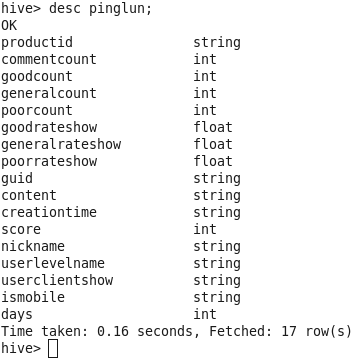 hive> desc pinglun;
OK
productid string
commentcount int
goodcount int
generalcount int
poorcount int
goodrateshow float
generalrateshow float
poorrateshow float
guid string
content string
creationtime string
score int
nickname string
userlevelname string
userclientshow string
ismobile string
days int
Time taken: 0.16 seconds, Fetched: 17 row(s)
hive>